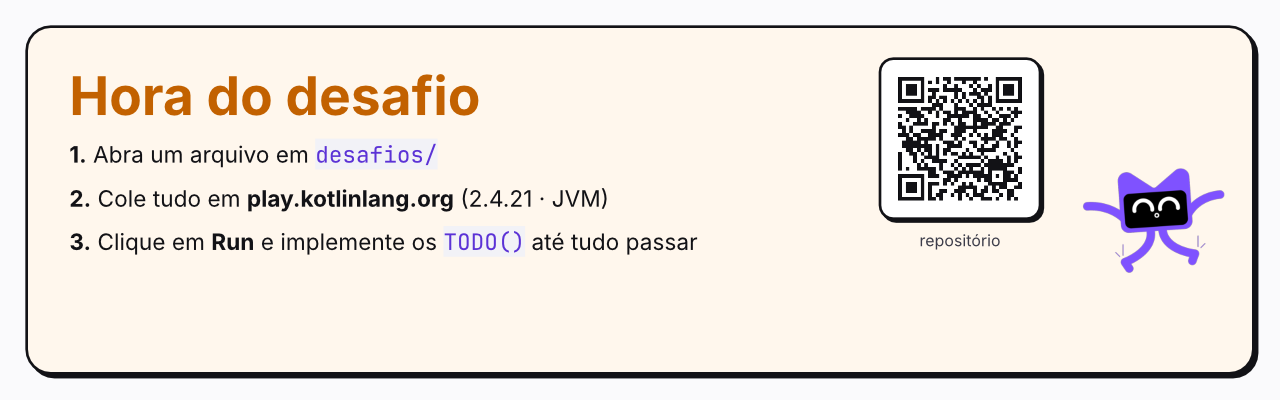 Hora do desafio
1. Abra um arquivo em desafios/
2. Cole tudo em play.kotlinlang.org (2.4.21 · JVM)
3. Clique em Run e implemente os TODO() até tudo passar
repositório